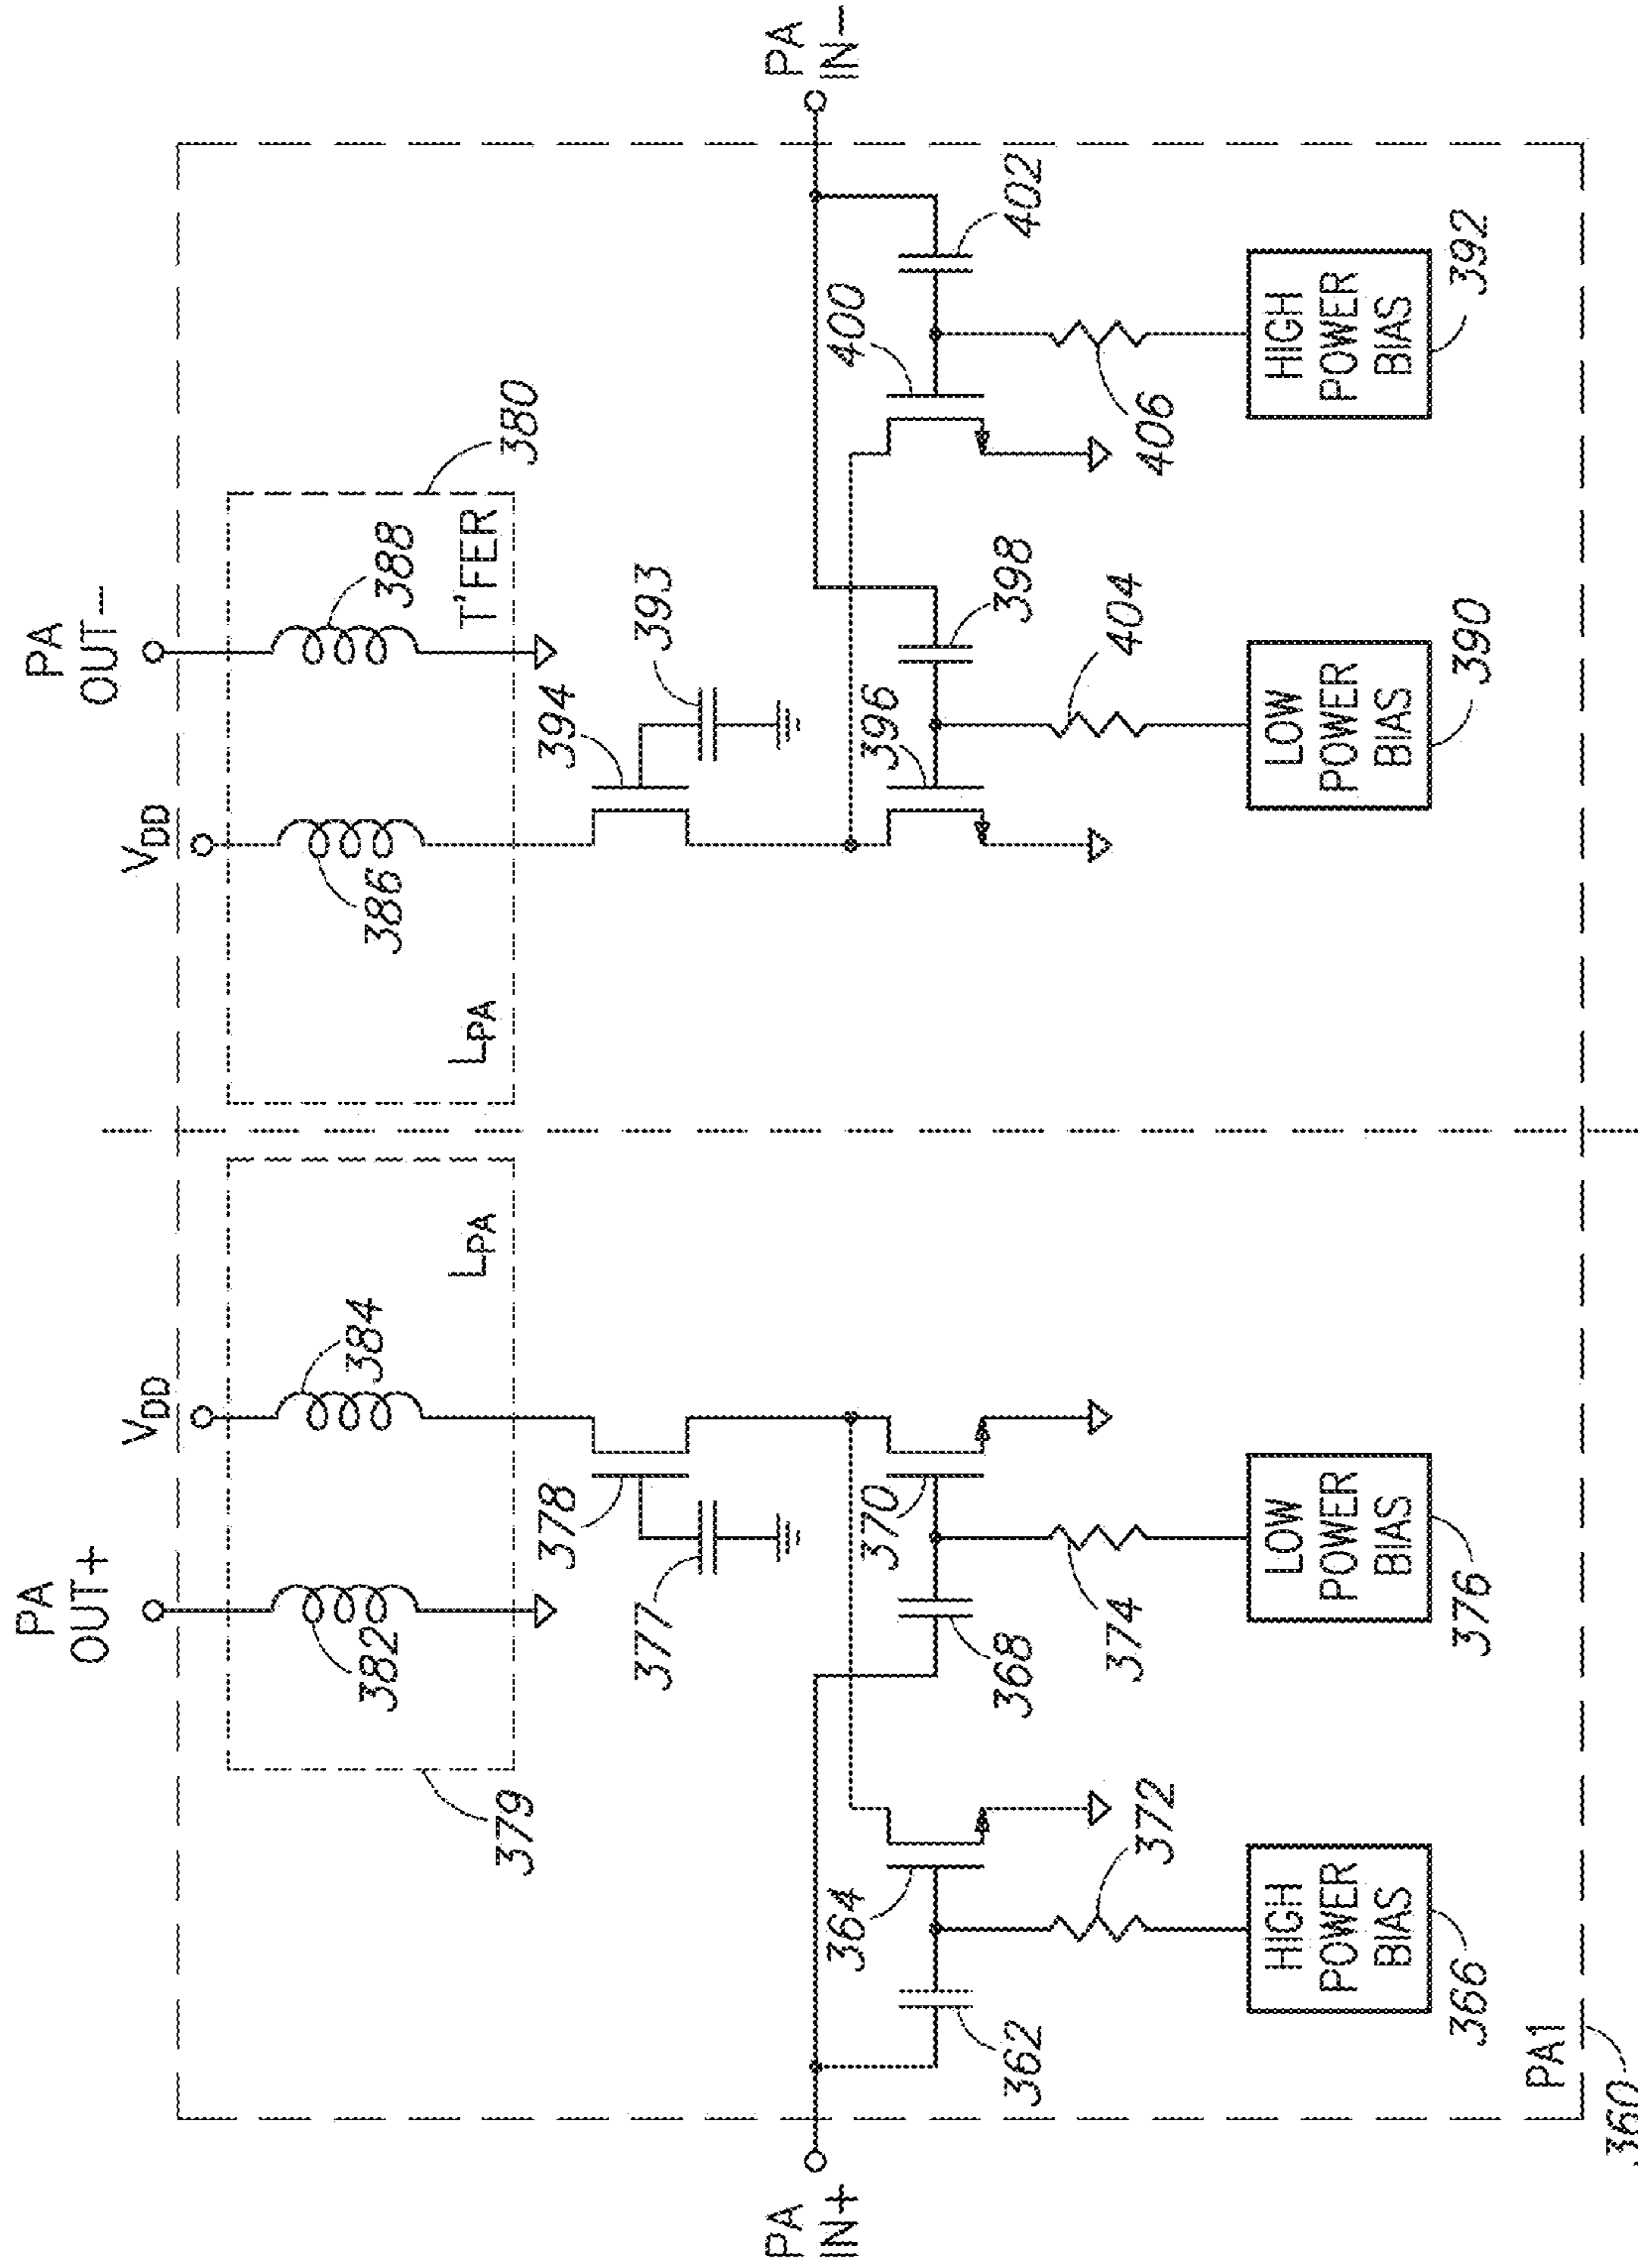 PA
OUT+
VDD
VDD
PA
OUT−
382
384
LPA
379
LPA
386
388
T'FER
380
377
378
394
393
PA
IN+
PA
IN−
362
364
368
370
396
398
400
402
372
374
404
406
HIGH
POWER
BIAS
366
LOW
POWER
BIAS
376
LOW
POWER
BIAS
390
HIGH
POWER
BIAS
392
PA1
360